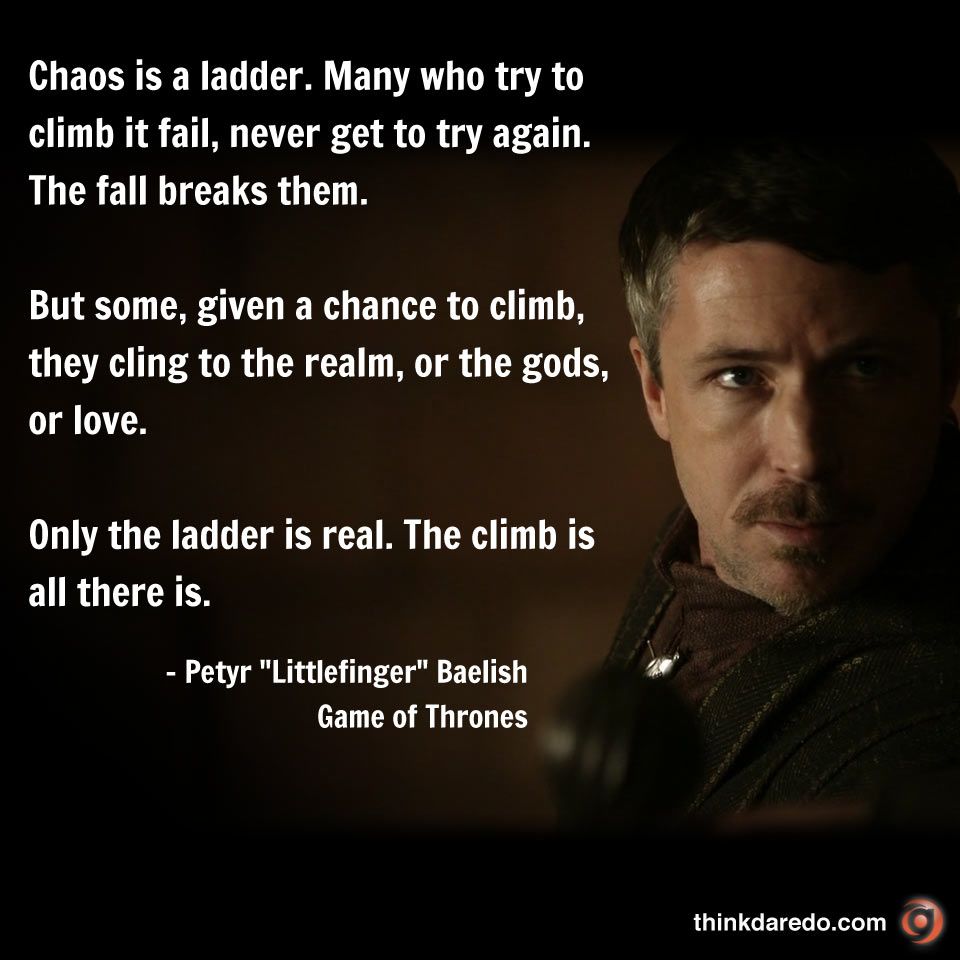 Chaos is a ladder. Many who try to
climb it fail, never get to try again.
The fall breaks them.
But some, given a chance to climb,
they cling to the realm, or the gods,
or love.
Only the ladder is real. The climb is
all there is.
- Petyr "Littlefinger" Baelish
Game of Thrones
thinkdaredo.com